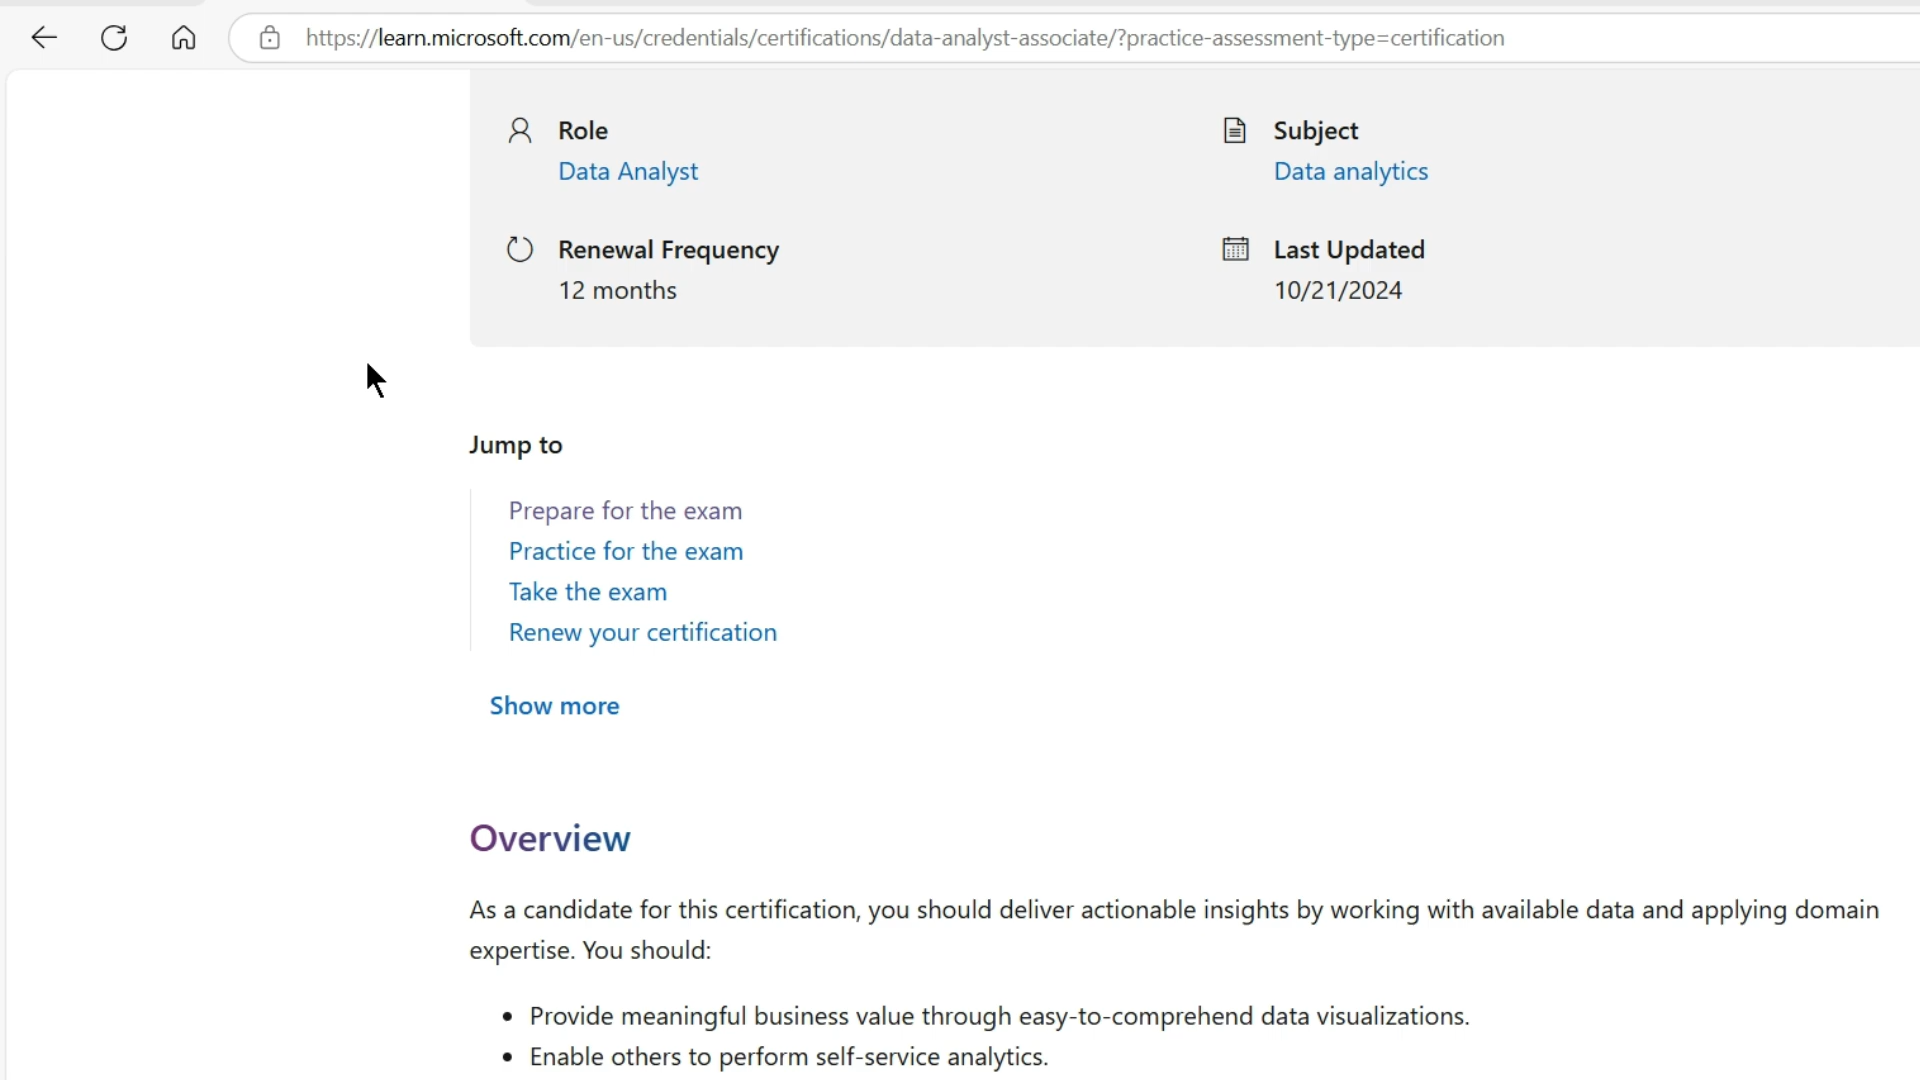 https://learn.microsoft.com/en-us/credentials/certifications/data-analyst-associate/?practice-assessment-type=certification
Role
Data Analyst
Subject
Data analytics
Renewal Frequency
12 months
Last Updated
10/21/2024
Jump to
Prepare for the exam
Practice for the exam
Take the exam
Renew your certification
Show more
Overview
As a candidate for this certification, you should deliver actionable insights by working with available data and applying domain
expertise. You should:
• Provide meaningful business value through easy-to-comprehend data visualizations.
• Enable others to perform self-service analytics.